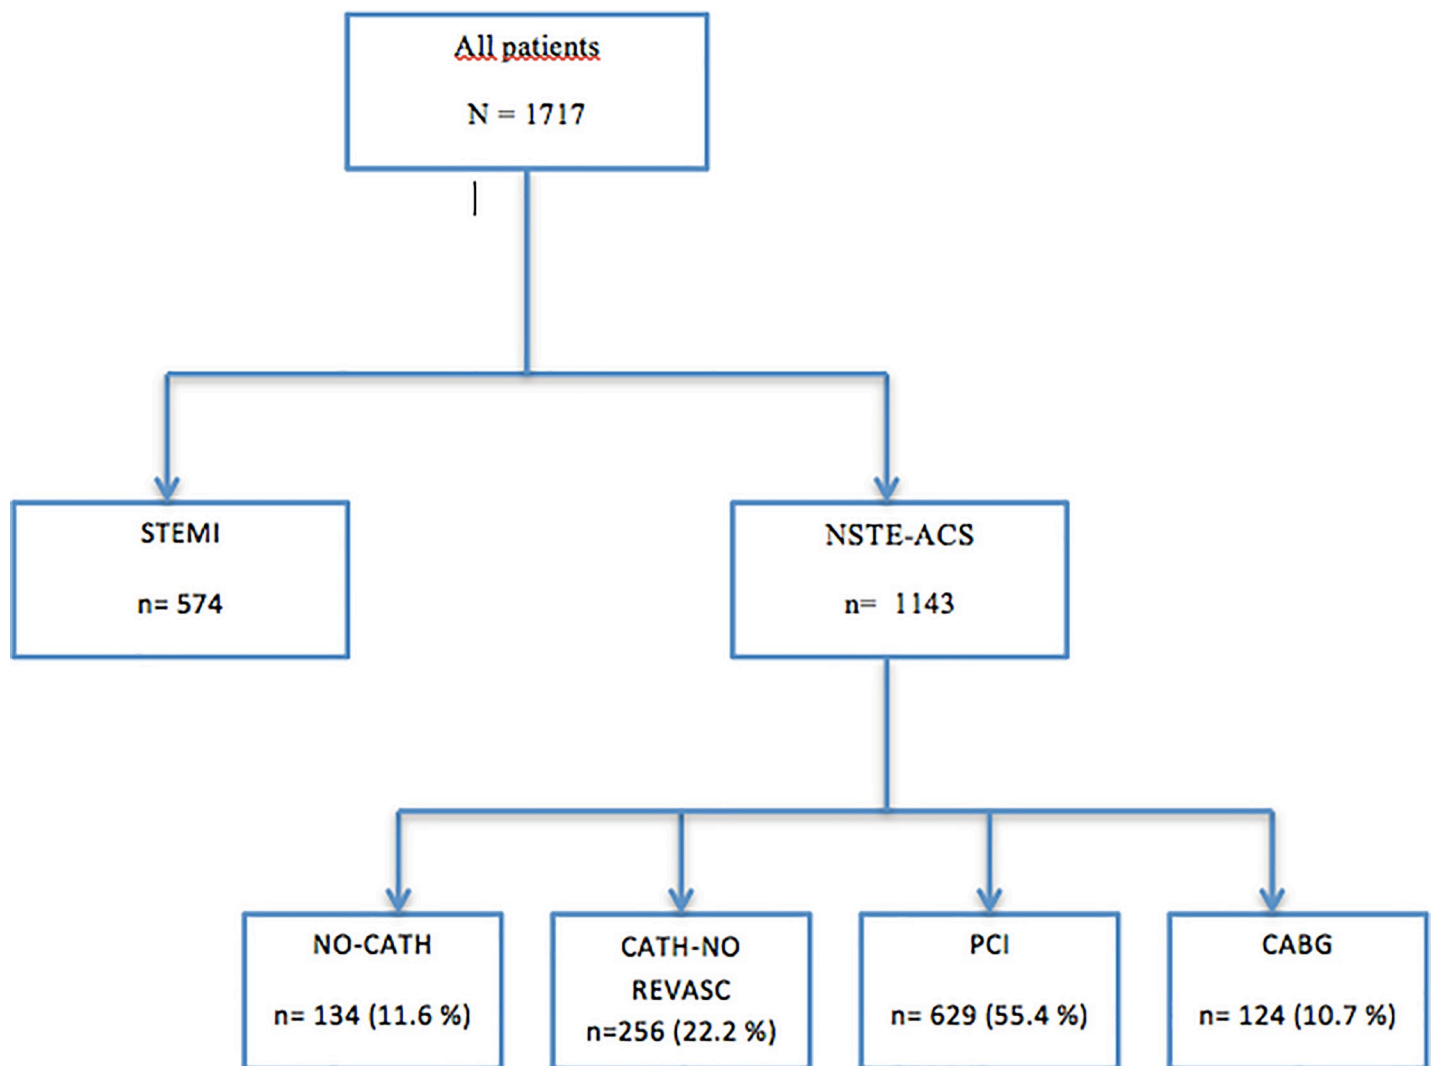 All patients
N = 1717
STEMI
n= 574
NSTE-ACS
n= 1143
NO-CATH
n= 134 (11.6 %)
CATH-NO
REVASC
n=256 (22.2 %)
PCI
n= 629 (55.4 %)
CABG
n= 124 (10.7 %)